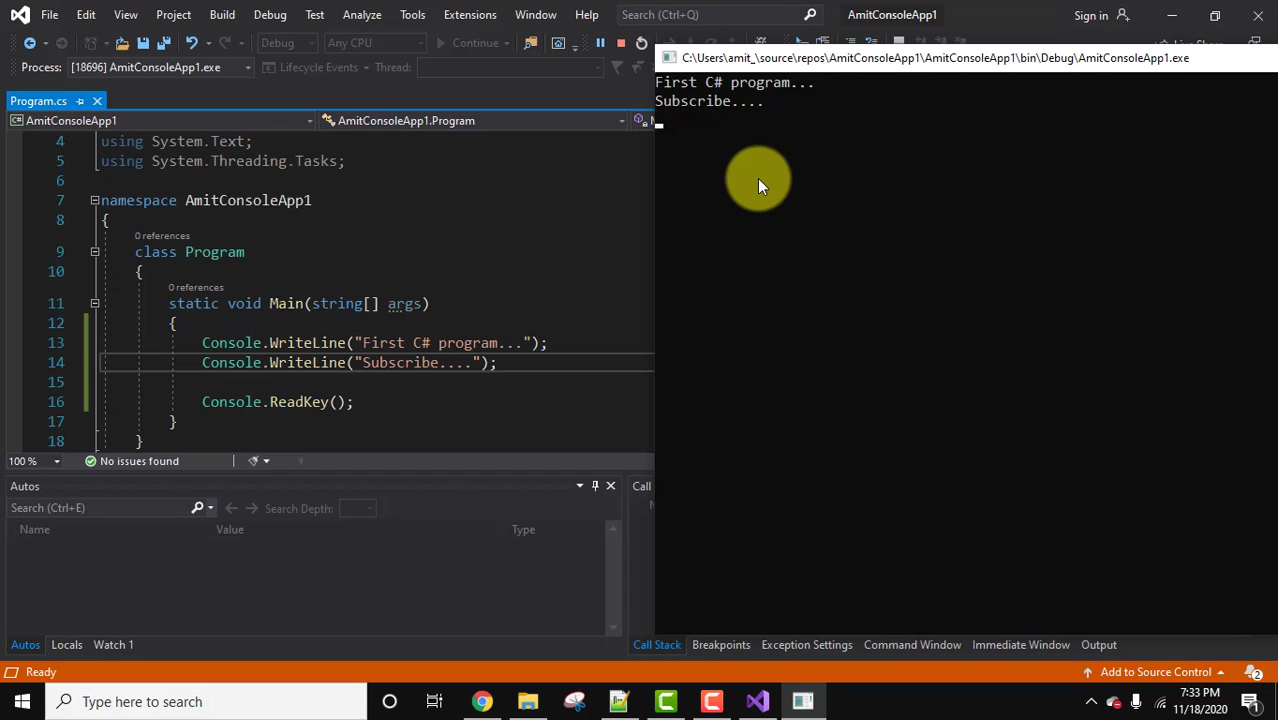 File Edit View Project Build Debug Test Analyze Tools Extensions Window Help Search (Ctrl+Q) AmitConsoleApp1 Sign in
Debug Any CPU Continue
Process: [18696] AmitConsoleApp1.exe Lifecycle Events Thread:
C:\Users\amit_\source\repos\AmitConsoleApp1\AmitConsoleApp1\bin\Debug\AmitConsoleApp1.exe
First C# program...
Subscribe....
Program.cs
AmitConsoleApp1 AmitConsoleApp1.Program
4 using System.Text;
5 using System.Threading.Tasks;
6
7 namespace AmitConsoleApp1
8 {
0 references
9 class Program
10 {
0 references
11 static void Main(string[] args)
12 {
13 Console.WriteLine("First C# program...");
14 Console.WriteLine("Subscribe....");
15
16 Console.ReadKey();
17 }
18 }
100 % No issues found
Autos
Search (Ctrl+E) Search Depth:
Name Value Type
Call
Autos Locals Watch 1
Call Stack Breakpoints Exception Settings Command Window Immediate Window Output
Ready Add to Source Control 2
Type here to search
7:33 PM
11/18/2020 1